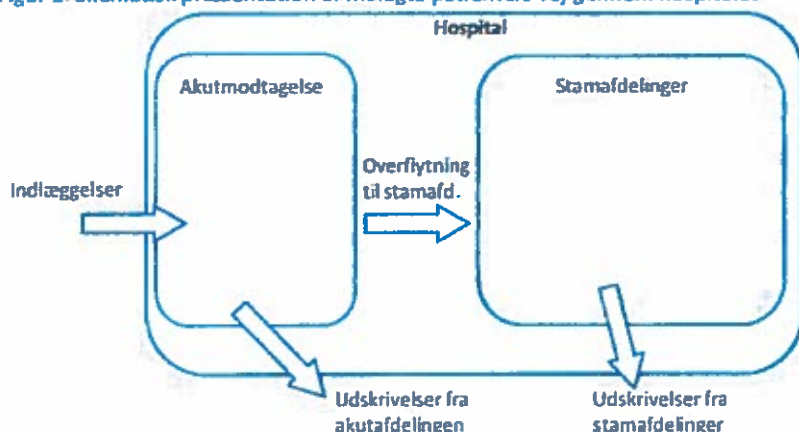 Hospital
Akutmodtagelse
Stamafdelinger
Indlæggelser
Overflytning
til stamafd.
Udskrivelser fra
akutafdelingen
Udskrivelser fra
stamafdelinger